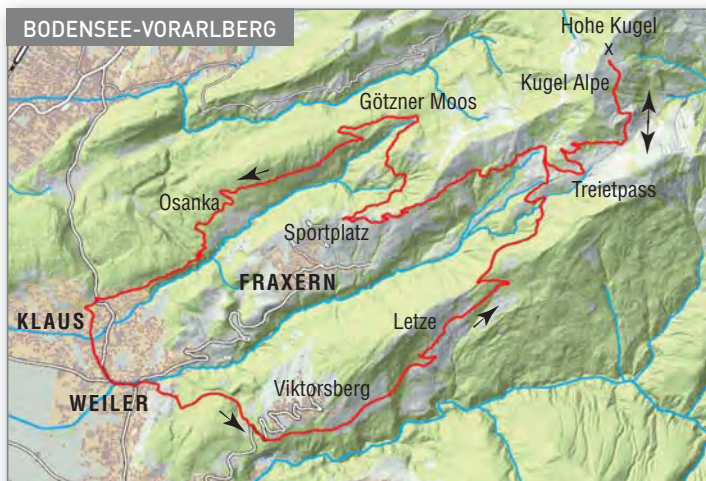 BODENSEE-VORARLBERG
Hohe Kugel
x
Kugel Alpe
Götzner Moos
Osanka
Treietpass
Sportplatz
FRAXERN
KLAUS
Letze
Viktorsberg
WEILER